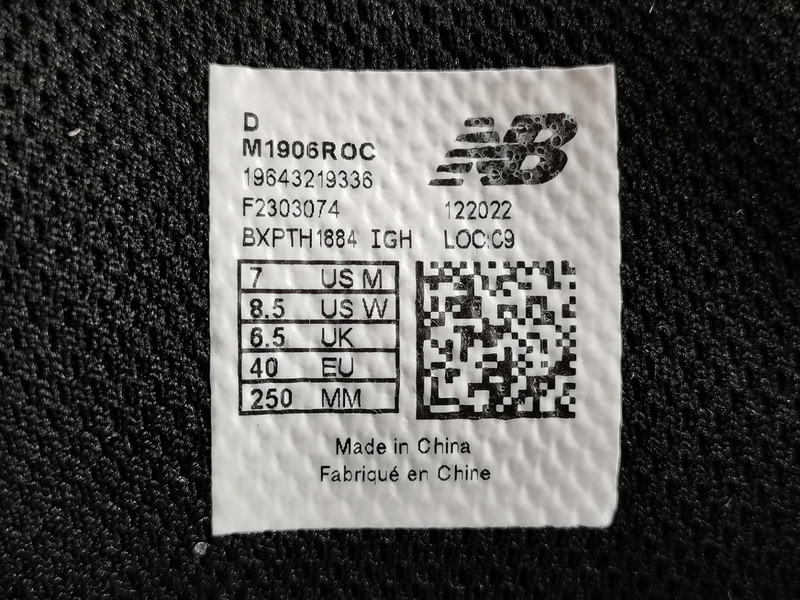 D
M1906ROC
19643219336
F2303074 122022
BXPTH1884 IGH LOC:C9
NB
7 US M
8.5 US W
6.5 UK
40 EU
250 MM
Made in China
Fabriqué en Chine